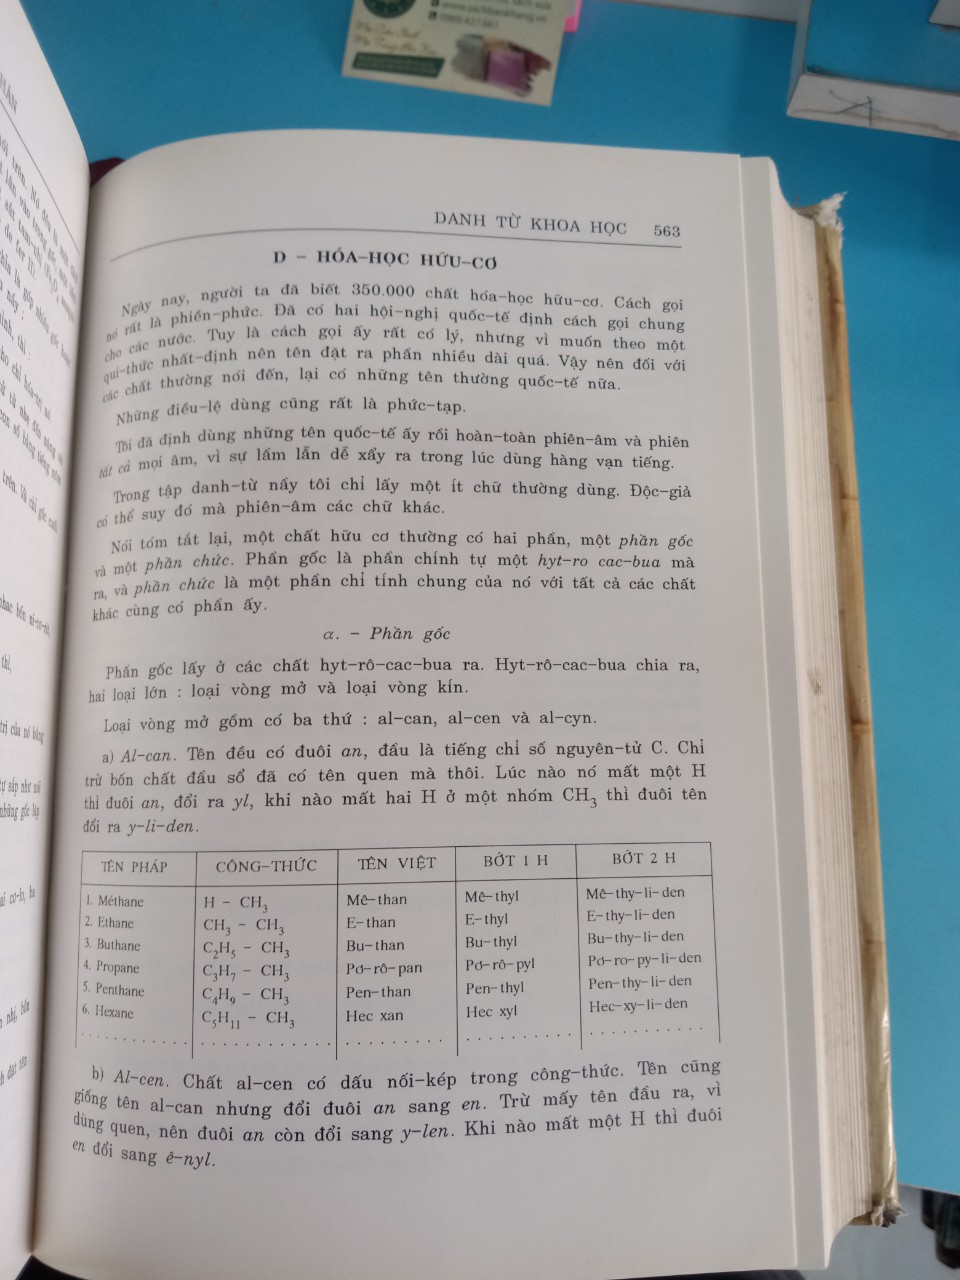 www.sachbankhang.vn
0969.427.661
DANH TỪ KHOA HỌC 563
D – HÓA-HỌC HỮU-CƠ
Ngày nay, người ta đã biết 350.000 chất hóa-học hữu-cơ. Cách gọi
nó rất là phiền-phức. Đã có hai hội-nghị quốc-tế định cách gọi chung
cho các nước. Tuy là cách gọi ấy rất có lý, nhưng vì muốn theo một
qui-thức nhất-định nên tên đặt ra phần nhiều dài quá. Vậy nên đối với
các chất thường nói đến, lại có những tên thường quốc-tế nữa.
Những điều-lệ dùng cũng rất là phức-tạp.
Tôi đã định dùng những tên quốc-tế ấy rồi hoàn-toàn phiên-âm và phiên
tất cả mọi âm, vì sự lầm lẫn dễ xẩy ra trong lúc dùng hàng vạn tiếng.
Trong tập danh-từ nầy tôi chỉ lấy một ít chữ thường dùng. Độc-giả
có thể suy đó mà phiên-âm các chữ khác.
Nói tóm tắt lại, một chất hữu cơ thường có hai phần, một phần gốc
và một phần chức. Phần gốc là phần chính tự một hyt-ro cac-bua mà
ra, và phần chức là một phần chỉ tính chung của nó với tất cả các chất
khác cùng có phần ấy.
α. – Phần gốc
Phần gốc lấy ở các chất hyt-rô-cac-bua ra. Hyt-rô-cac-bua chia ra,
hai loại lớn : loại vòng mở và loại vòng kín.
Loại vòng mở gồm có ba thứ : al-can, al-cen và al-cyn.
a) Al-can. Tên đều có đuôi an, đầu là tiếng chỉ số nguyên-tử C. Chỉ
trừ bốn chất đầu sổ đã có tên quen mà thôi. Lúc nào nó mất một H
thì đuôi an, đổi ra yl, khi nào mất hai H ở một nhóm CH₃ thì đuôi tên
đổi ra y-li-den.
TÊN PHÁP CÔNG-THỨC TÊN VIỆT BỚT 1 H BỚT 2 H
1. Méthane H – CH₃ Mê-than Mê-thyl Mê-thy-li-den
2. Ethane CH₃ – CH₃ E-than E-thyl E-thy-li-den
3. Buthane C₂H₅ – CH₃ Bu-than Bu-thyl Bu-thy-li-den
4. Propane C₃H₇ – CH₃ Pơ-rô-pan Pơ-rô-pyl Pơ-ro-py-li-den
5. Penthane C₄H₉ – CH₃ Pen-than Pen-thyl Pen-thy-li-den
6. Hexane C₅H₁₁ – CH₃ Hec xan Hec xyl Hec-xy-li-den
b) Al-cen. Chất al-cen có dấu nối-kép trong công-thức. Tên cũng
giống tên al-can nhưng đổi đuôi an sang en. Trừ mấy tên đầu ra, vì
dùng quen, nên đuôi an còn đổi sang y-len. Khi nào mất một H thì đuôi
en đổi sang ê-nyl.